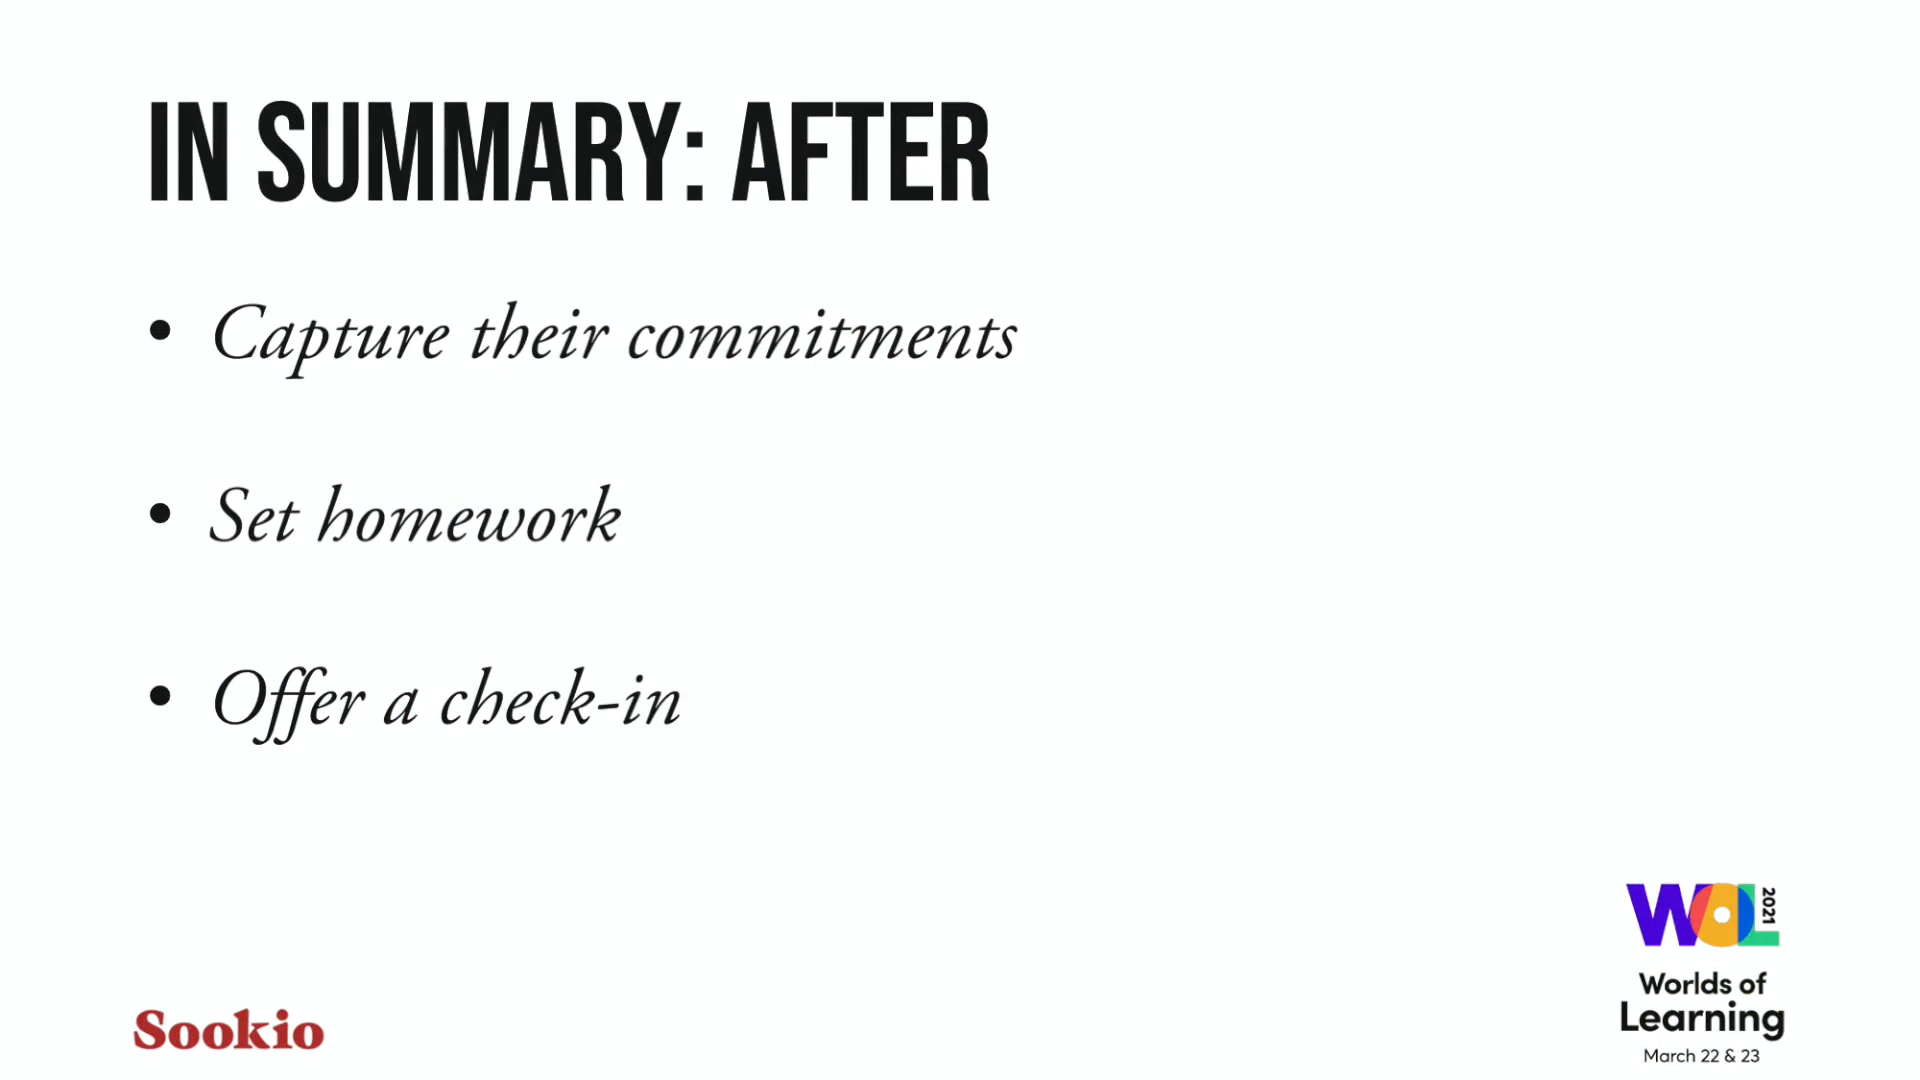 IN SUMMARY: AFTER
• Capture their commitments
• Set homework
• Offer a check-in
WOL 2021
Worlds of
Learning
March 22 & 23
Sookio